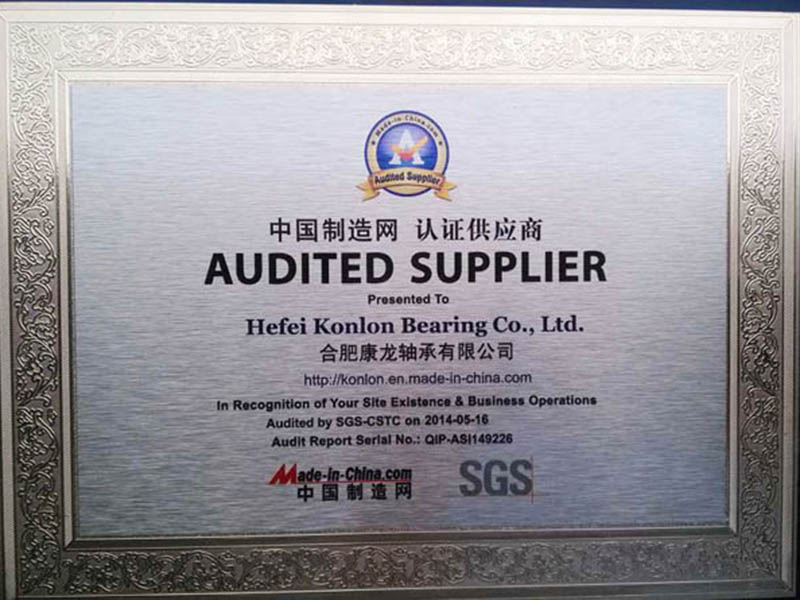 Made-in-China.com
Audited Supplier
中国制造网 认证供应商
AUDITED SUPPLIER
Presented To
Hefei Konlon Bearing Co., Ltd.
合肥康龙轴承有限公司
http://konlon.en.made-in-china.com
In Recognition of Your Site Existence & Business Operations
Audited by SGS-CSTC on 2014-05-16
Audit Report Serial No.: QIP-ASI149226
Made-in-China.com
中国制造网
SGS